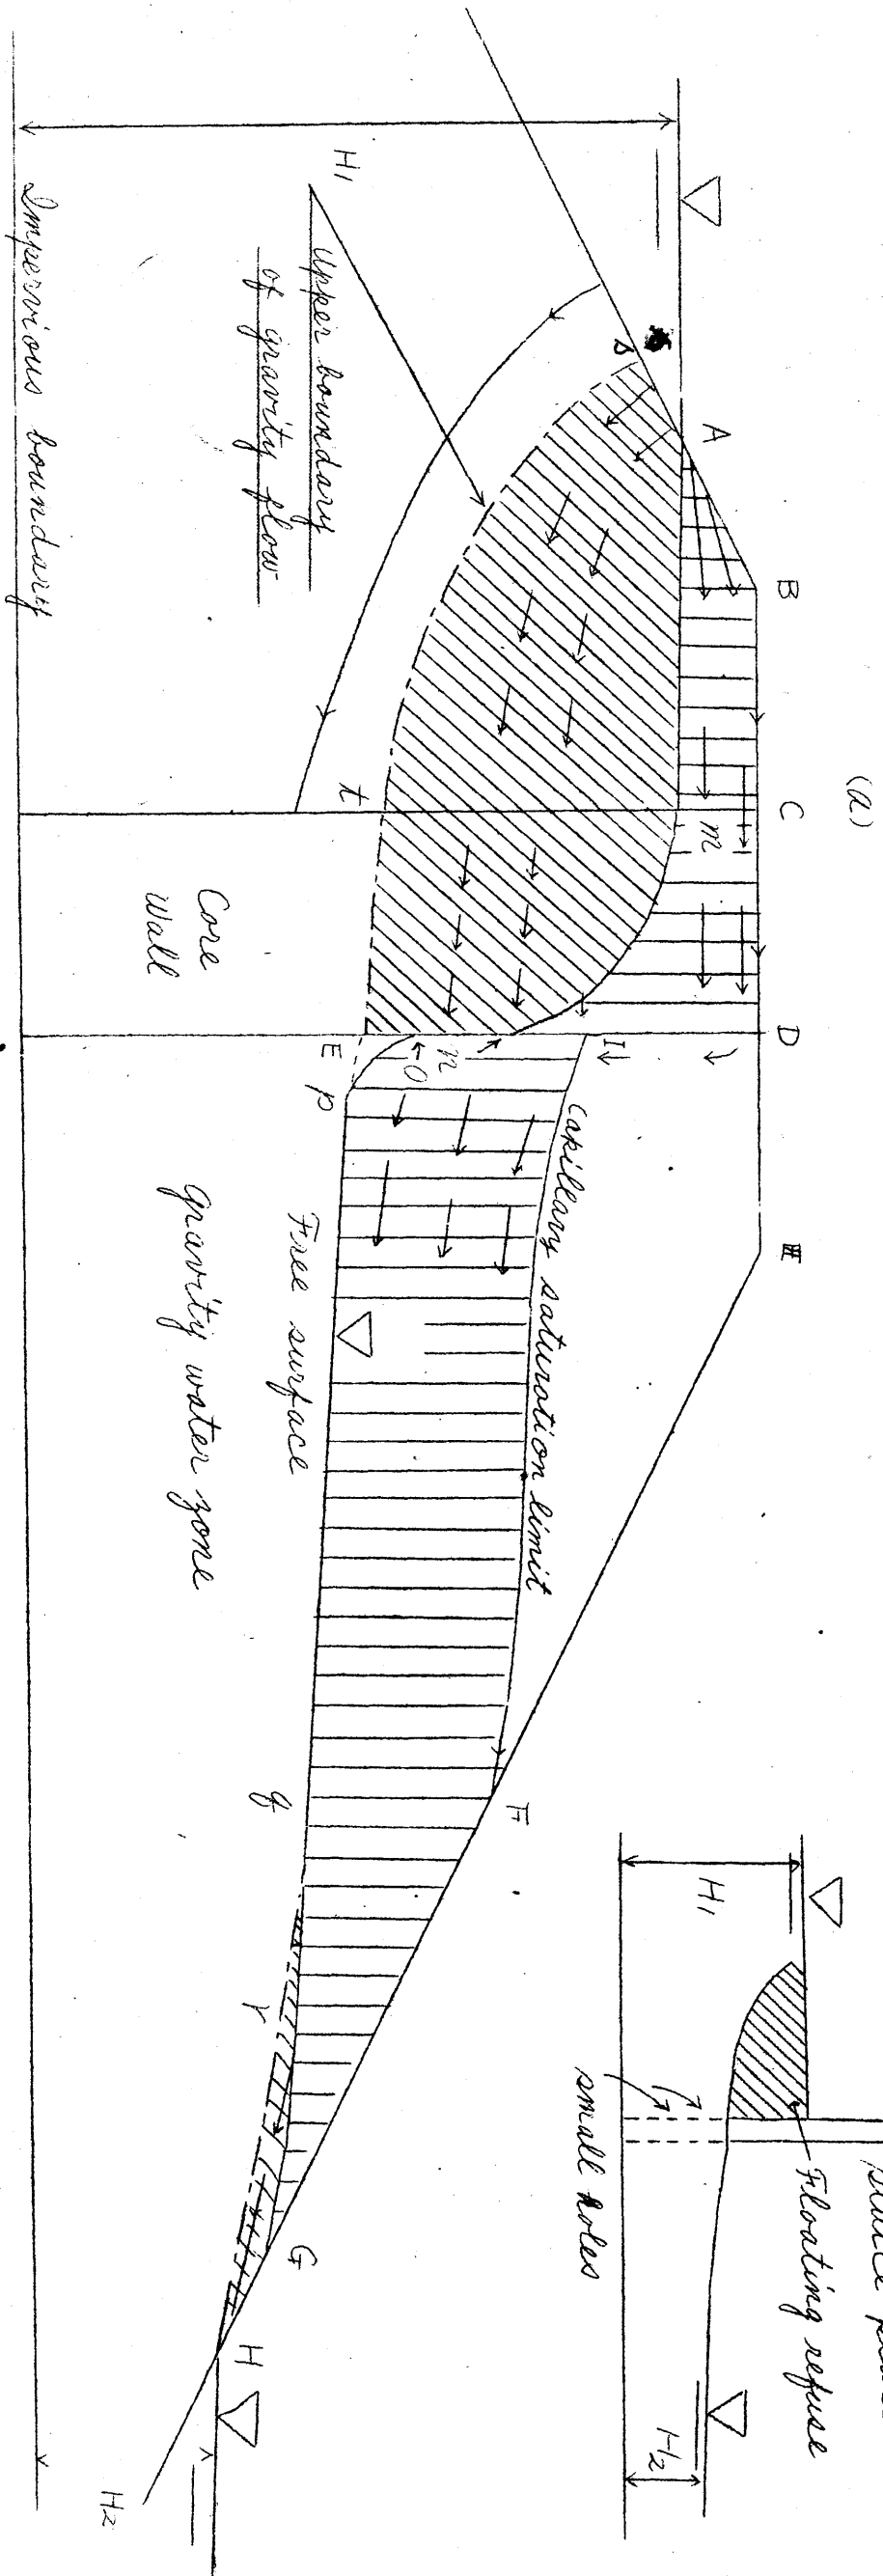 (a)
H1
Upper boundary
of gravity flow
Impervious boundary
s
A
B
C
m
D
t
Core
Wall
I
n
O
E
p
Capillary saturation limit
Free surface
gravity water zone
F
q
r
G
H
H2
H1
Floating refuse
small holes
H2